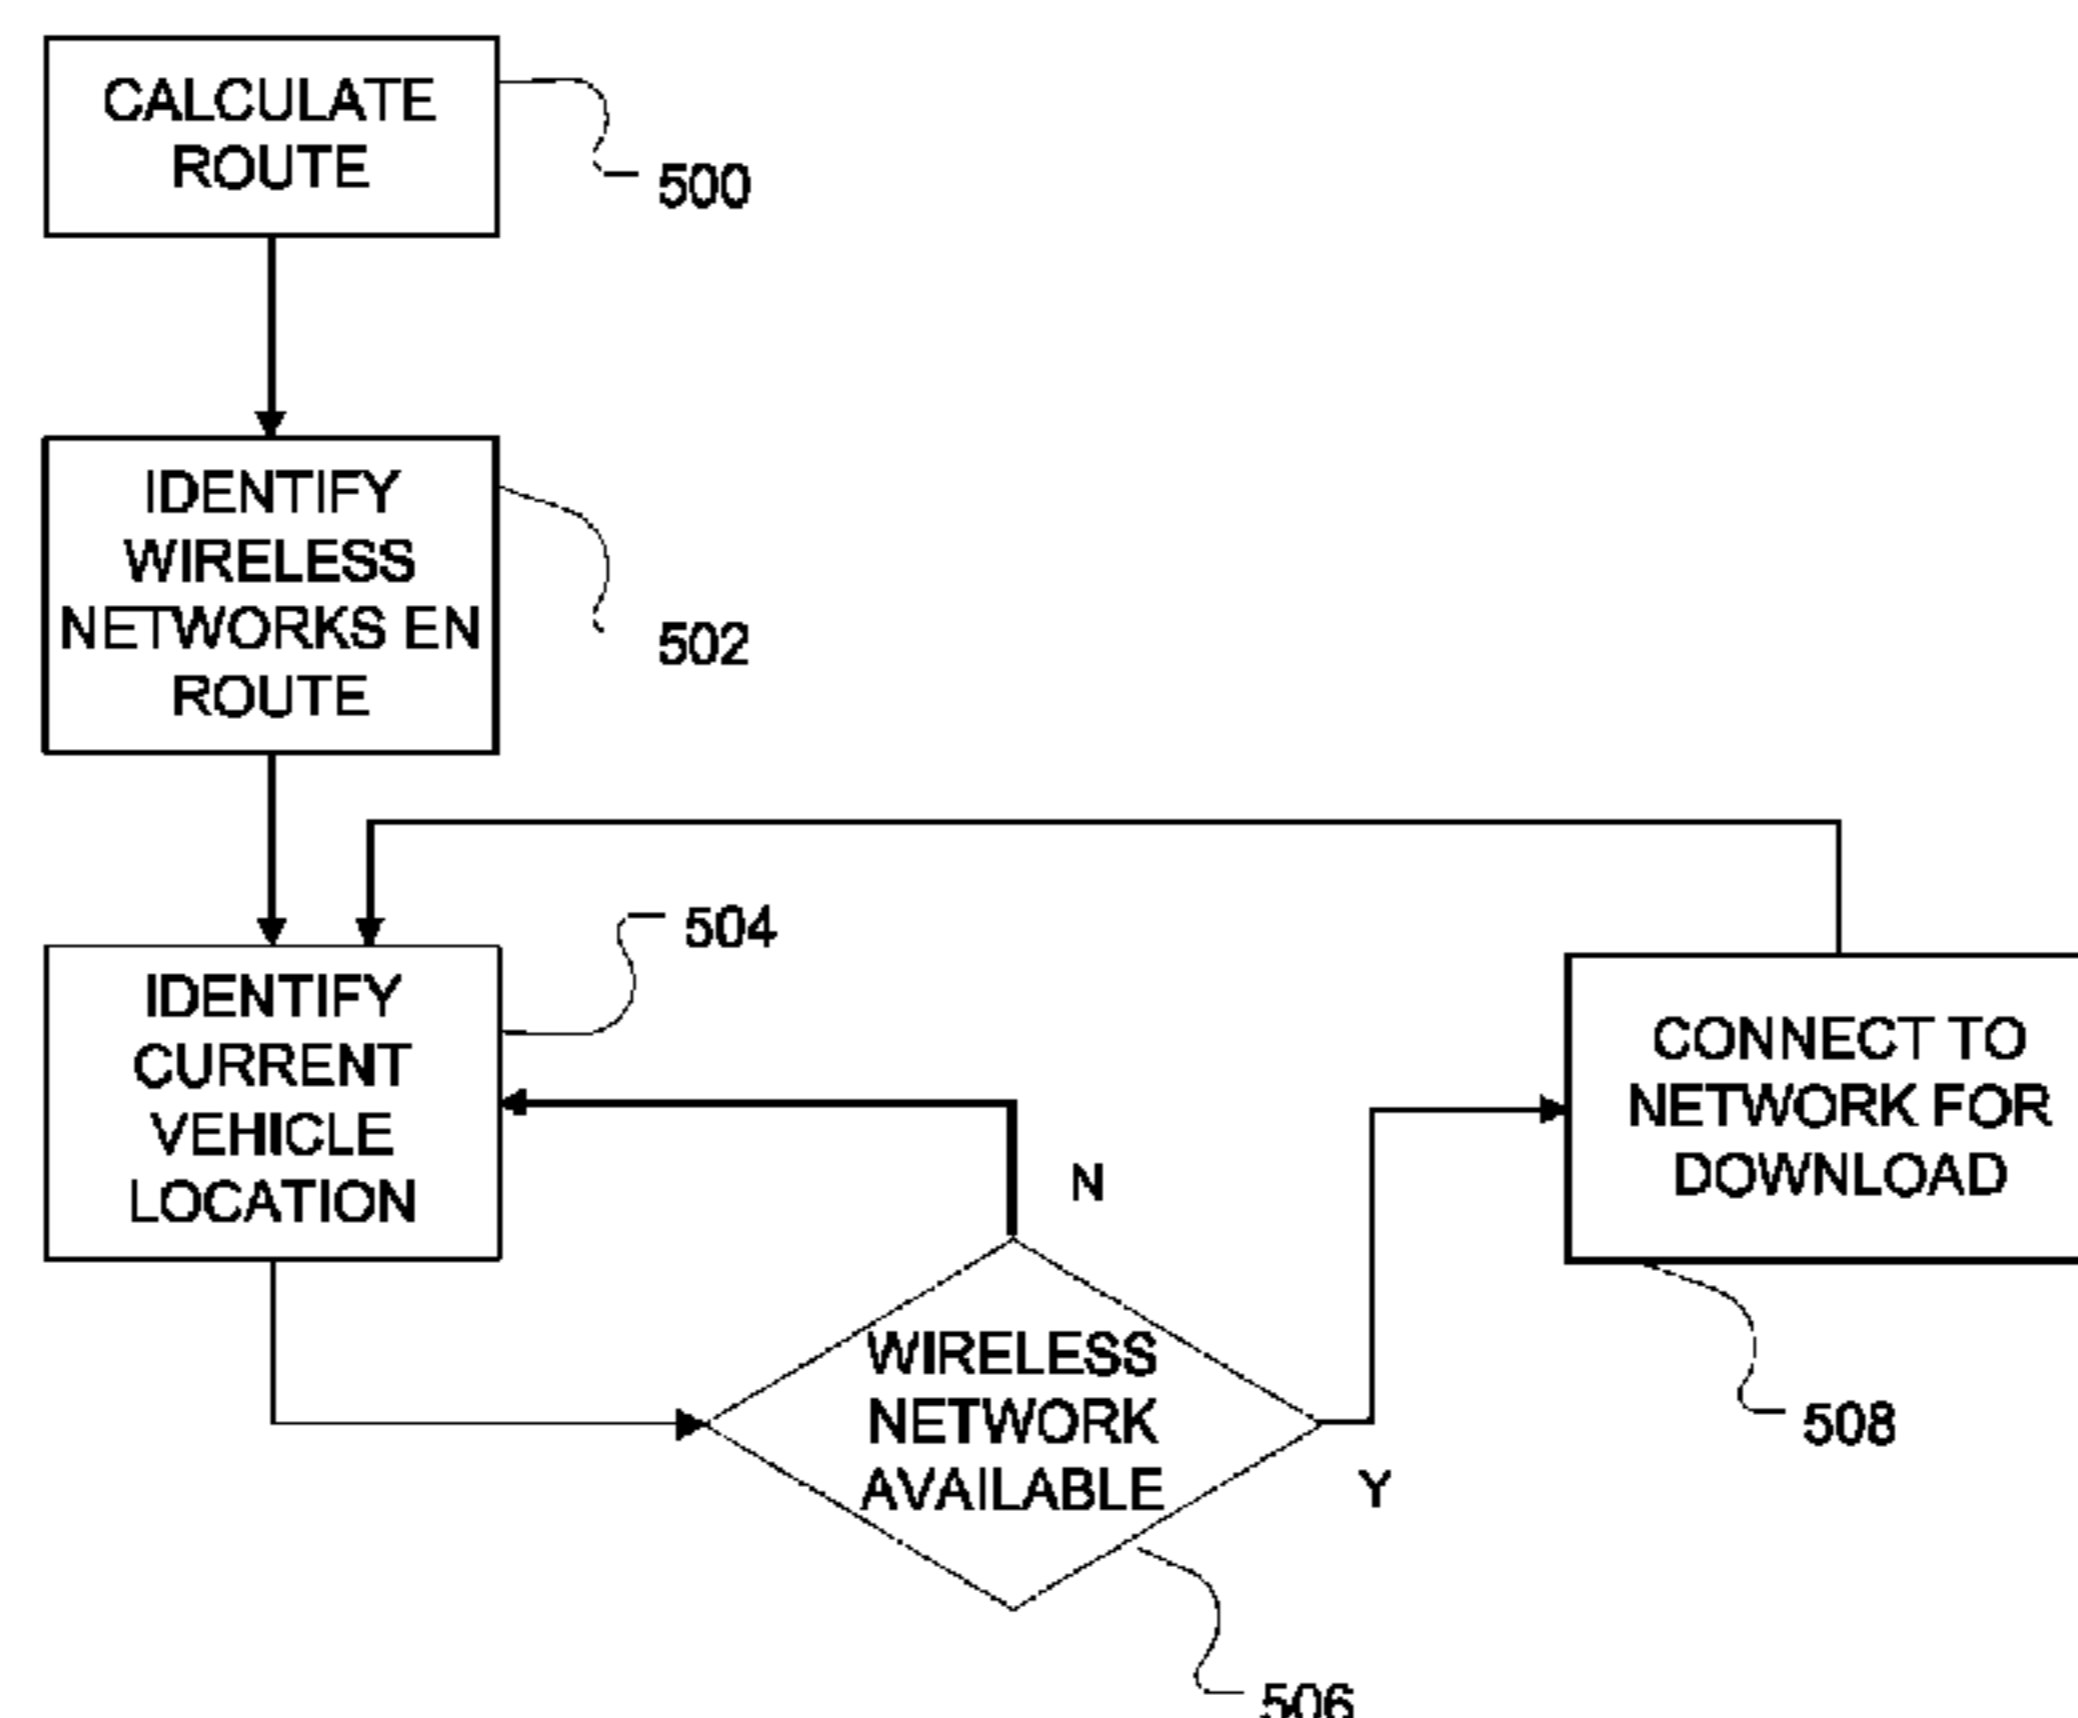 CALCULATE
ROUTE
500
IDENTIFY
WIRELESS
NETWORKS EN
ROUTE
502
504
IDENTIFY
CURRENT
VEHICLE
LOCATION
N
CONNECT TO
NETWORK FOR
DOWNLOAD
WIRELESS
NETWORK
AVAILABLE
Y
508
506